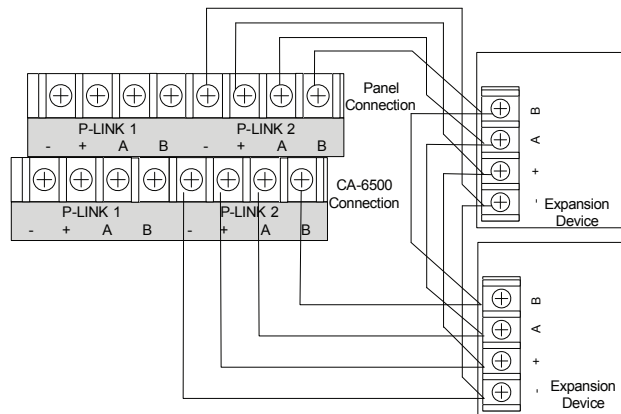 Panel
Connection
P-LINK 1 P-LINK 2
- + A B - + A B
CA-6500
Connection
P-LINK 1 P-LINK 2
- + A B - + A B
B
A
+
-
Expansion
Device
B
A
+
-
Expansion
Device